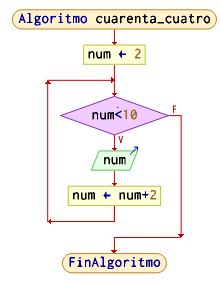 Algoritmo cuarenta_cuatro
num ← 2
num<10
F
V
num
num ← num+2
FinAlgoritmo